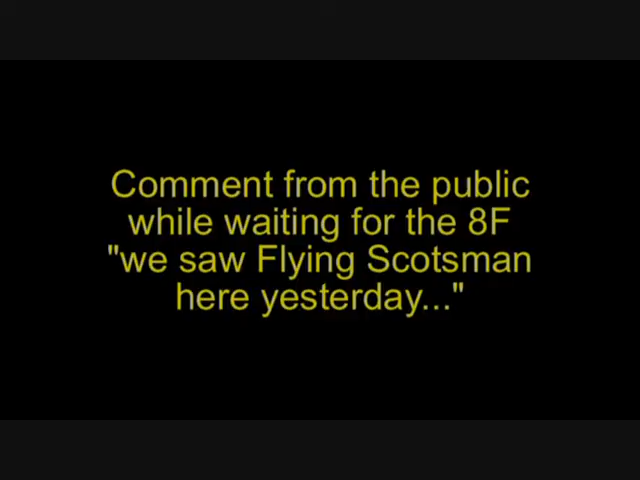 Comment from the public
while waiting for the 8F
"we saw Flying Scotsman
here yesterday..."